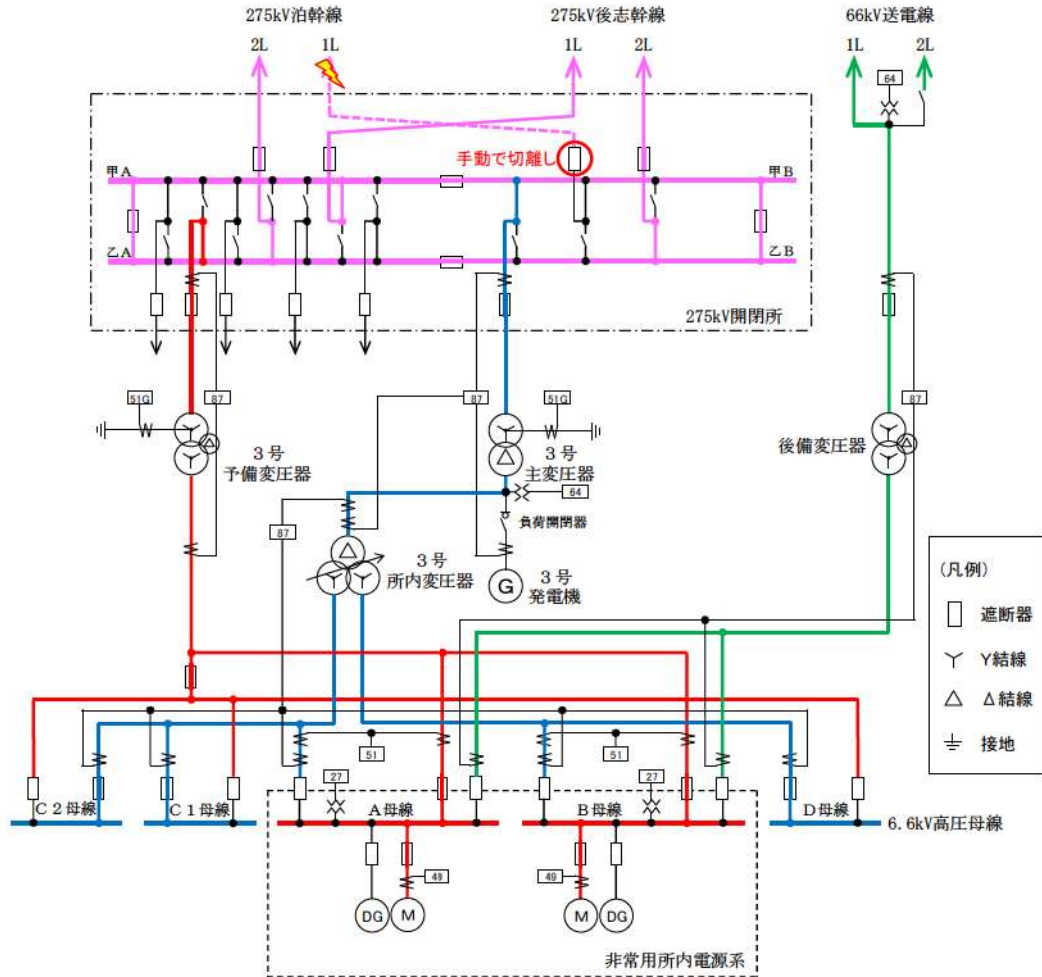 275kV泊幹線
275kV後志幹線
66kV送電線
2L
1L
1L
2L
1L
2L
64
手動で切離し
甲A
甲B
乙A
乙B
275kV開閉所
51G
87
87
51G
87
3号
予備変圧器
3号
主変圧器
後備変圧器
64
87
負荷開閉器
3号
所内変圧器
G
3号
発電機
(凡例)
遮断器
Y結線
Δ結線
接地
51
51
27
27
C2母線
C1母線
A母線
B母線
D母線
6.6kV高圧母線
49
49
DG
M
M
DG
非常用所内電源系